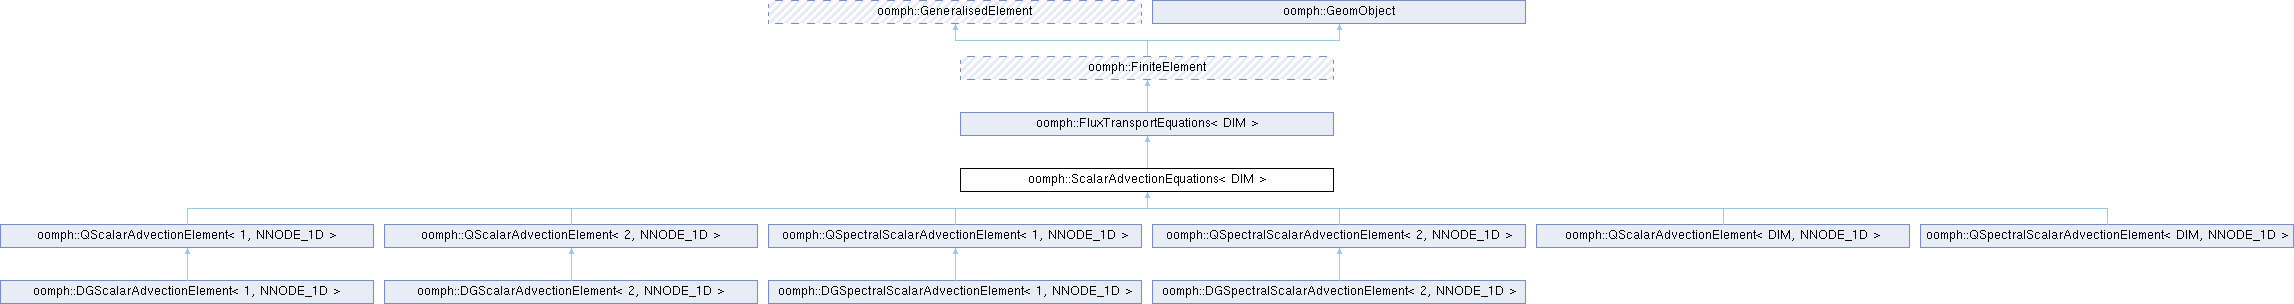 oomph::GeneralisedElement
oomph::GeomObject
oomph::FiniteElement
oomph::FluxTransportEquations< DIM >
oomph::ScalarAdvectionEquations< DIM >
oomph::QScalarAdvectionElement< 1, NNODE_1D >
oomph::QScalarAdvectionElement< 2, NNODE_1D >
oomph::QSpectralScalarAdvectionElement< 1, NNODE_1D >
oomph::QSpectralScalarAdvectionElement< 2, NNODE_1D >
oomph::QScalarAdvectionElement< DIM, NNODE_1D >
oomph::QSpectralScalarAdvectionElement< DIM, NNODE_1D >
oomph::DGScalarAdvectionElement< 1, NNODE_1D >
oomph::DGScalarAdvectionElement< 2, NNODE_1D >
oomph::DGSpectralScalarAdvectionElement< 1, NNODE_1D >
oomph::DGSpectralScalarAdvectionElement< 2, NNODE_1D >